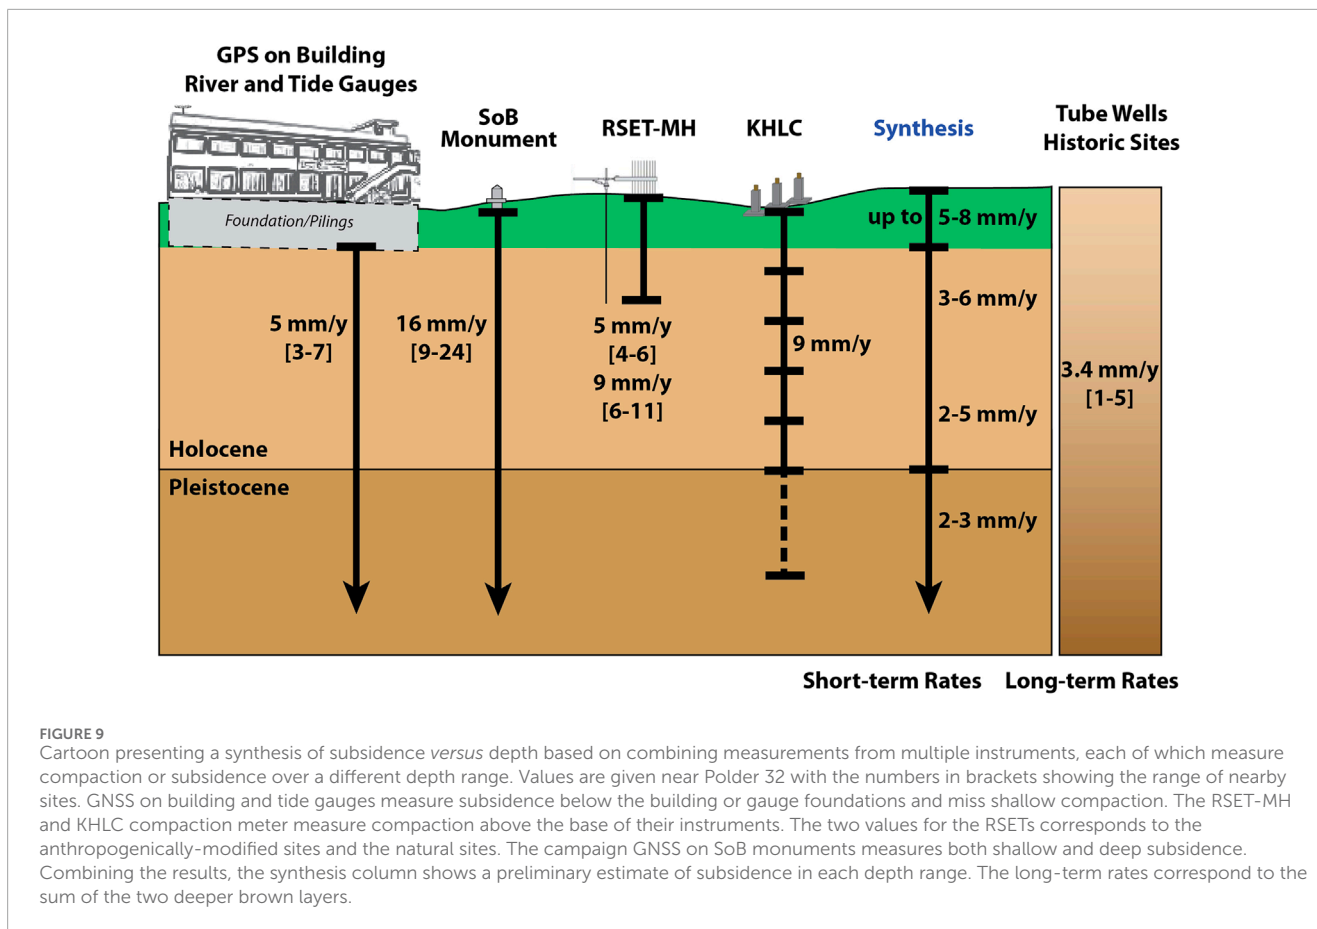 GPS on Building
River and Tide Gauges
SoB
Monument
RSET-MH
KHLC
Synthesis
Tube Wells
Historic Sites
Foundation/Pilings
up to 5-8 mm/y
3-6 mm/y
5 mm/y
[3-7]
16 mm/y
[9-24]
5 mm/y
[4-6]
9 mm/y
[6-11]
9 mm/y
3.4 mm/y
[1-5]
2-5 mm/y
Holocene
Pleistocene
2-3 mm/y
Short-term Rates
Long-term Rates
FIGURE 9
Cartoon presenting a synthesis of subsidence versus depth based on combining measurements from multiple instruments, each of which measure
compaction or subsidence over a different depth range. Values are given near Polder 32 with the numbers in brackets showing the range of nearby
sites. GNSS on building and tide gauges measure subsidence below the building or gauge foundations and miss shallow compaction. The RSET-MH
and KHLC compaction meter measure compaction above the base of their instruments. The two values for the RSETs corresponds to the
anthropogenically-modified sites and the natural sites. The campaign GNSS on SoB monuments measures both shallow and deep subsidence.
Combining the results, the synthesis column shows a preliminary estimate of subsidence in each depth range. The long-term rates correspond to the
sum of the two deeper brown layers.